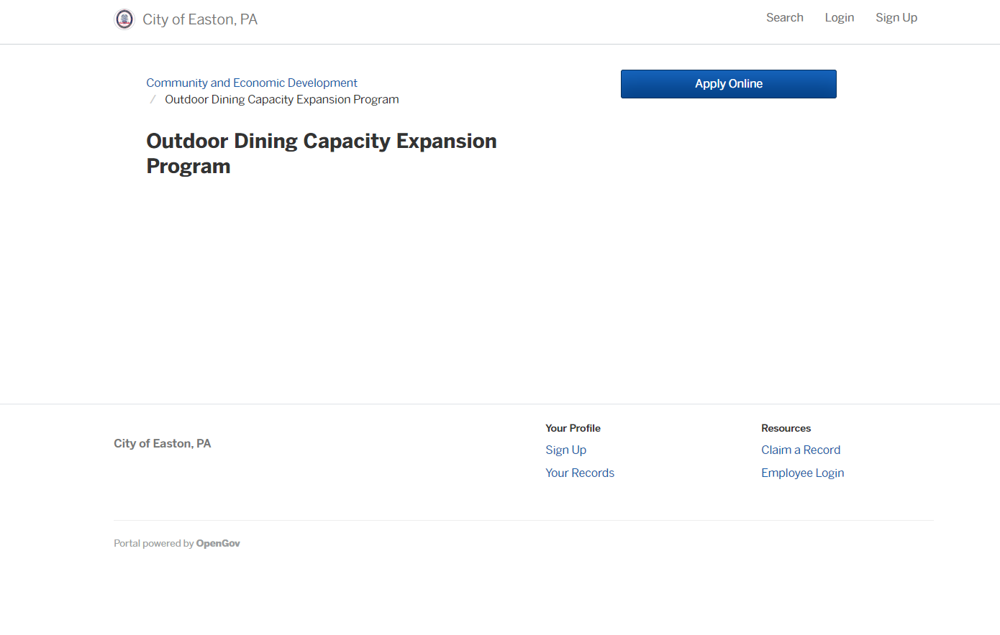 City of Easton, PA
Search
Login
Sign Up
Community and Economic Development
/ Outdoor Dining Capacity Expansion Program
Apply Online
Outdoor Dining Capacity Expansion
Program
City of Easton, PA
Your Profile
Sign Up
Your Records
Resources
Claim a Record
Employee Login
Portal powered by OpenGov